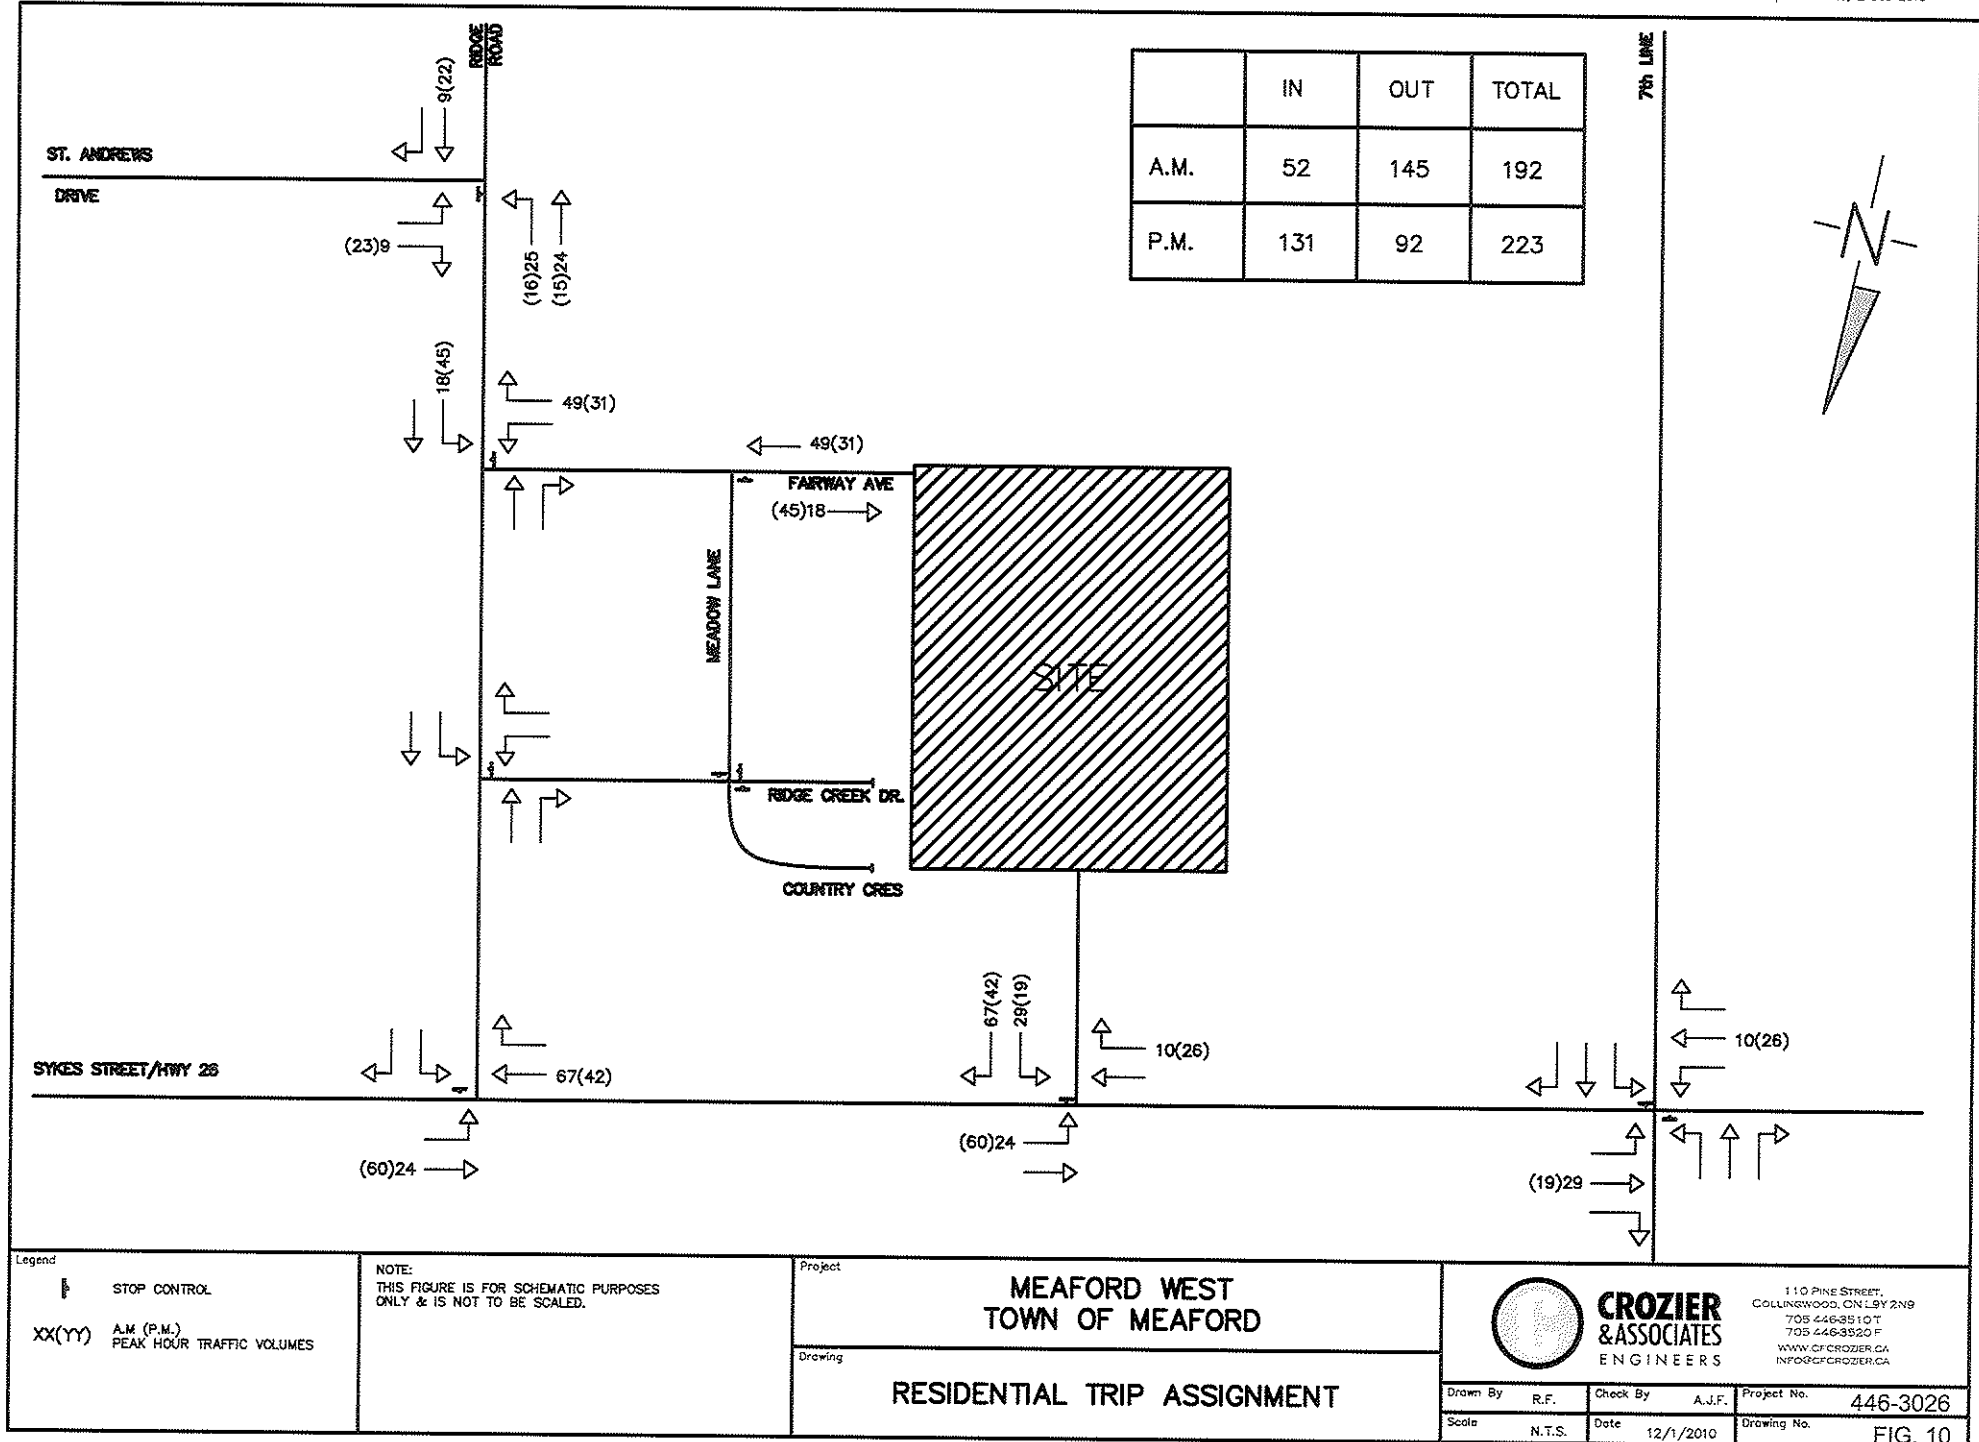 RIDGE
ROAD
7th LINE
9(22)
ST. ANDREWS
DRIVE
(23)9
(16)25
(15)24
IN OUT TOTAL
A.M. 52 145 192
P.M. 131 92 223
N
18(45)
49(31)
49(31)
FAIRWAY AVE
(45)18
MEADOW LANE
SITE
RIDGE CREEK DR.
COUNTRY CRES
67(42)
29(19)
10(26)
10(26)
SYKES STREET/HWY 26
67(42)
(60)24
(60)24
(19)29
Legend
STOP CONTROL
XX(YY) A.M (P.M.)
PEAK HOUR TRAFFIC VOLUMES
NOTE:
THIS FIGURE IS FOR SCHEMATIC PURPOSES
ONLY & IS NOT TO BE SCALED.
Project
MEAFORD WEST
TOWN OF MEAFORD
Drawing
RESIDENTIAL TRIP ASSIGNMENT
CROZIER
&ASSOCIATES
ENGINEERS
110 PINE STREET,
COLLINGWOOD, ON L9Y 2N9
705 446-3510 T
705 446-3520 F
WWW.CFCROZIER.CA
INFO@CFCROZIER.CA
Drawn By R.F. Check By A.J.F. Project No. 446-3026
Scale N.T.S. Date 12/1/2010 Drawing No. FIG. 10